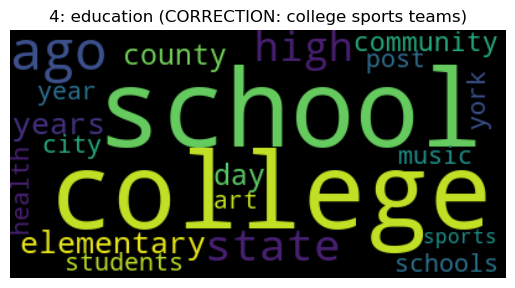 4: education (CORRECTION: college sports teams)
ago county high community
post
year school york
years
city music
health college day
art
elementary state sports
students schools